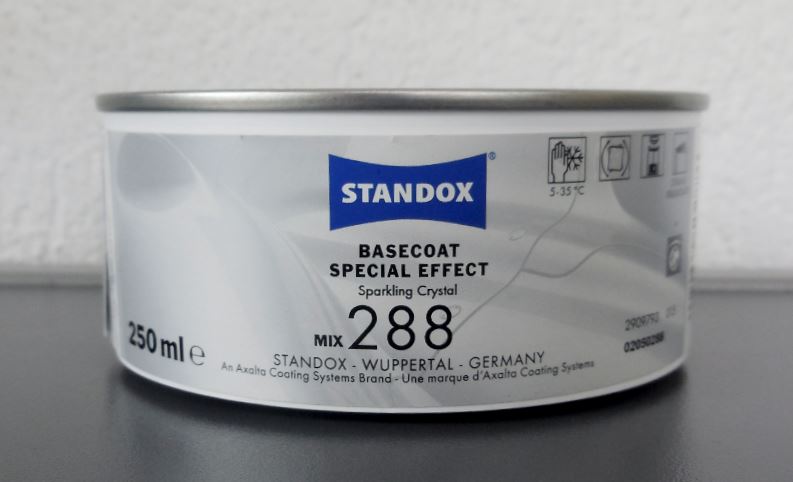 STANDOX®
5-35 °C
BASECOAT
SPECIAL EFFECT
Sparkling Crystal
MIX 288
250 ml e
2909793
02050288
STANDOX - WUPPERTAL - GERMANY
An Axalta Coating Systems Brand - Une marque d'Axalta Coating Systems